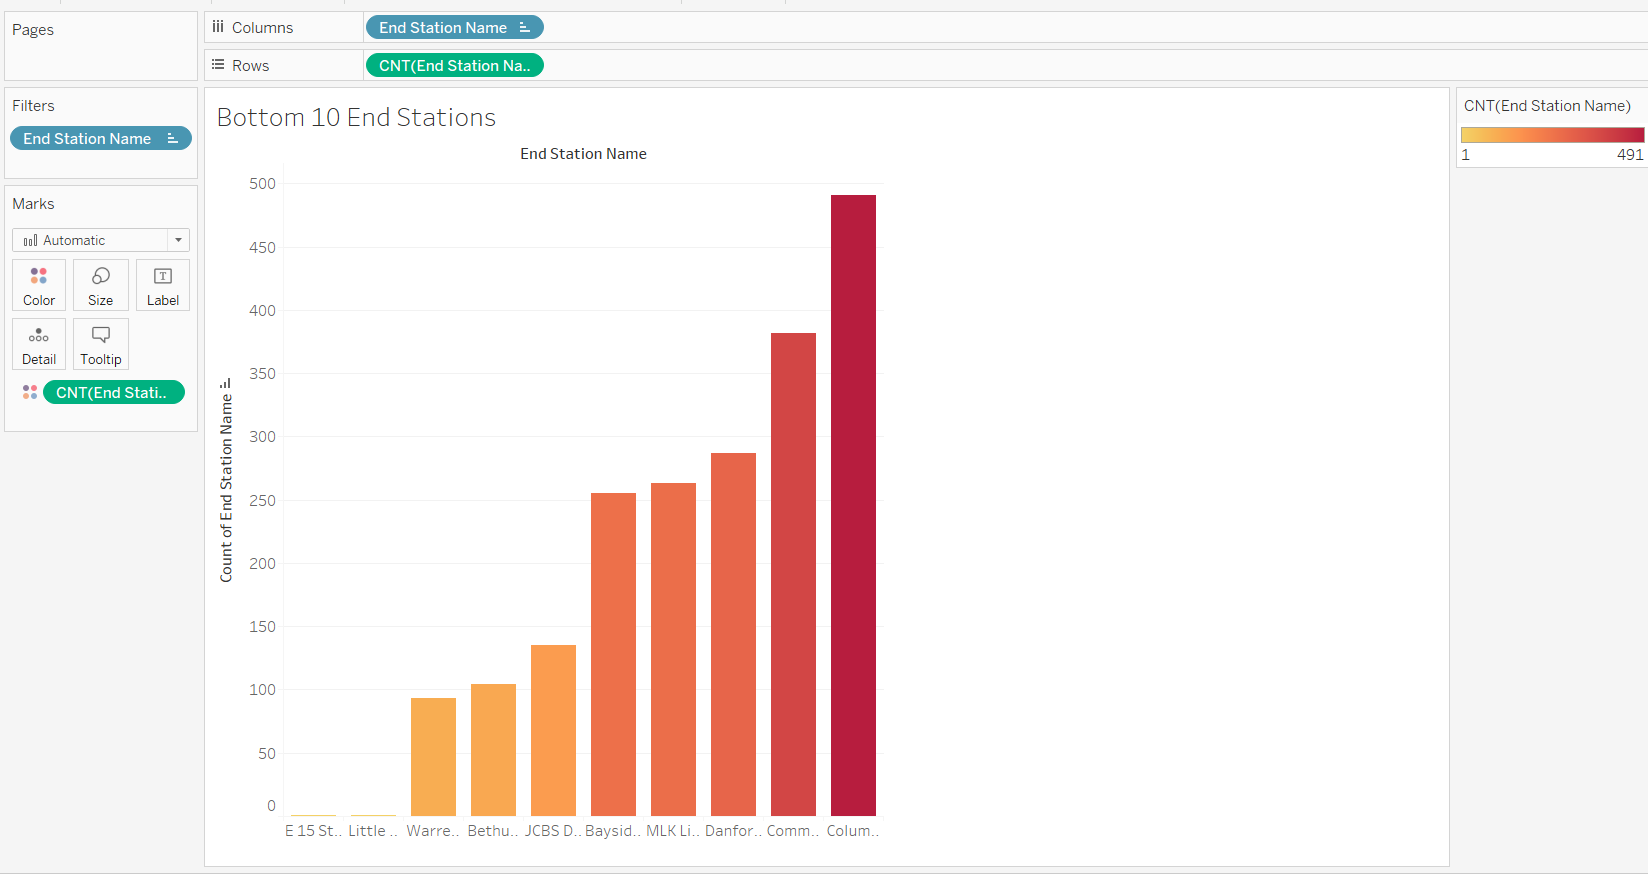 Pages
Columns
End Station Name
Rows
CNT(End Station Na..
Filters
End Station Name
Marks
Automatic
Color
Size
Label
Detail
Tooltip
CNT(End Stati..
Bottom 10 End Stations
End Station Name
Count of End Station Name
500
450
400
350
300
250
200
150
100
50
0
E 15 St.. Little .. Warre.. Bethu.. JCBS D.. Baysid.. MLK Li.. Danfor.. Comm.. Colum..
CNT(End Station Name)
1 491